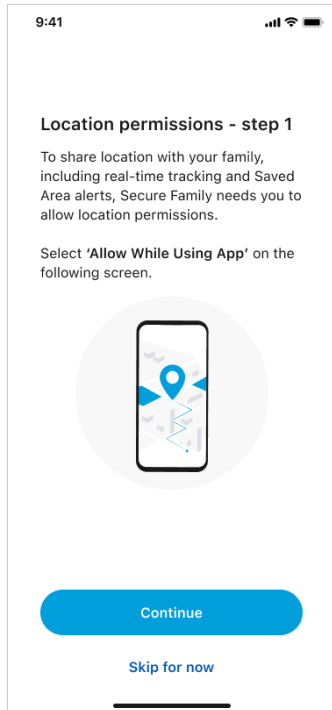 9:41
Location permissions - step 1
To share location with your family,
including real-time tracking and Saved
Area alerts, Secure Family needs you to
allow location permissions.
Select ‘Allow While Using App’ on the
following screen.
Continue
Skip for now